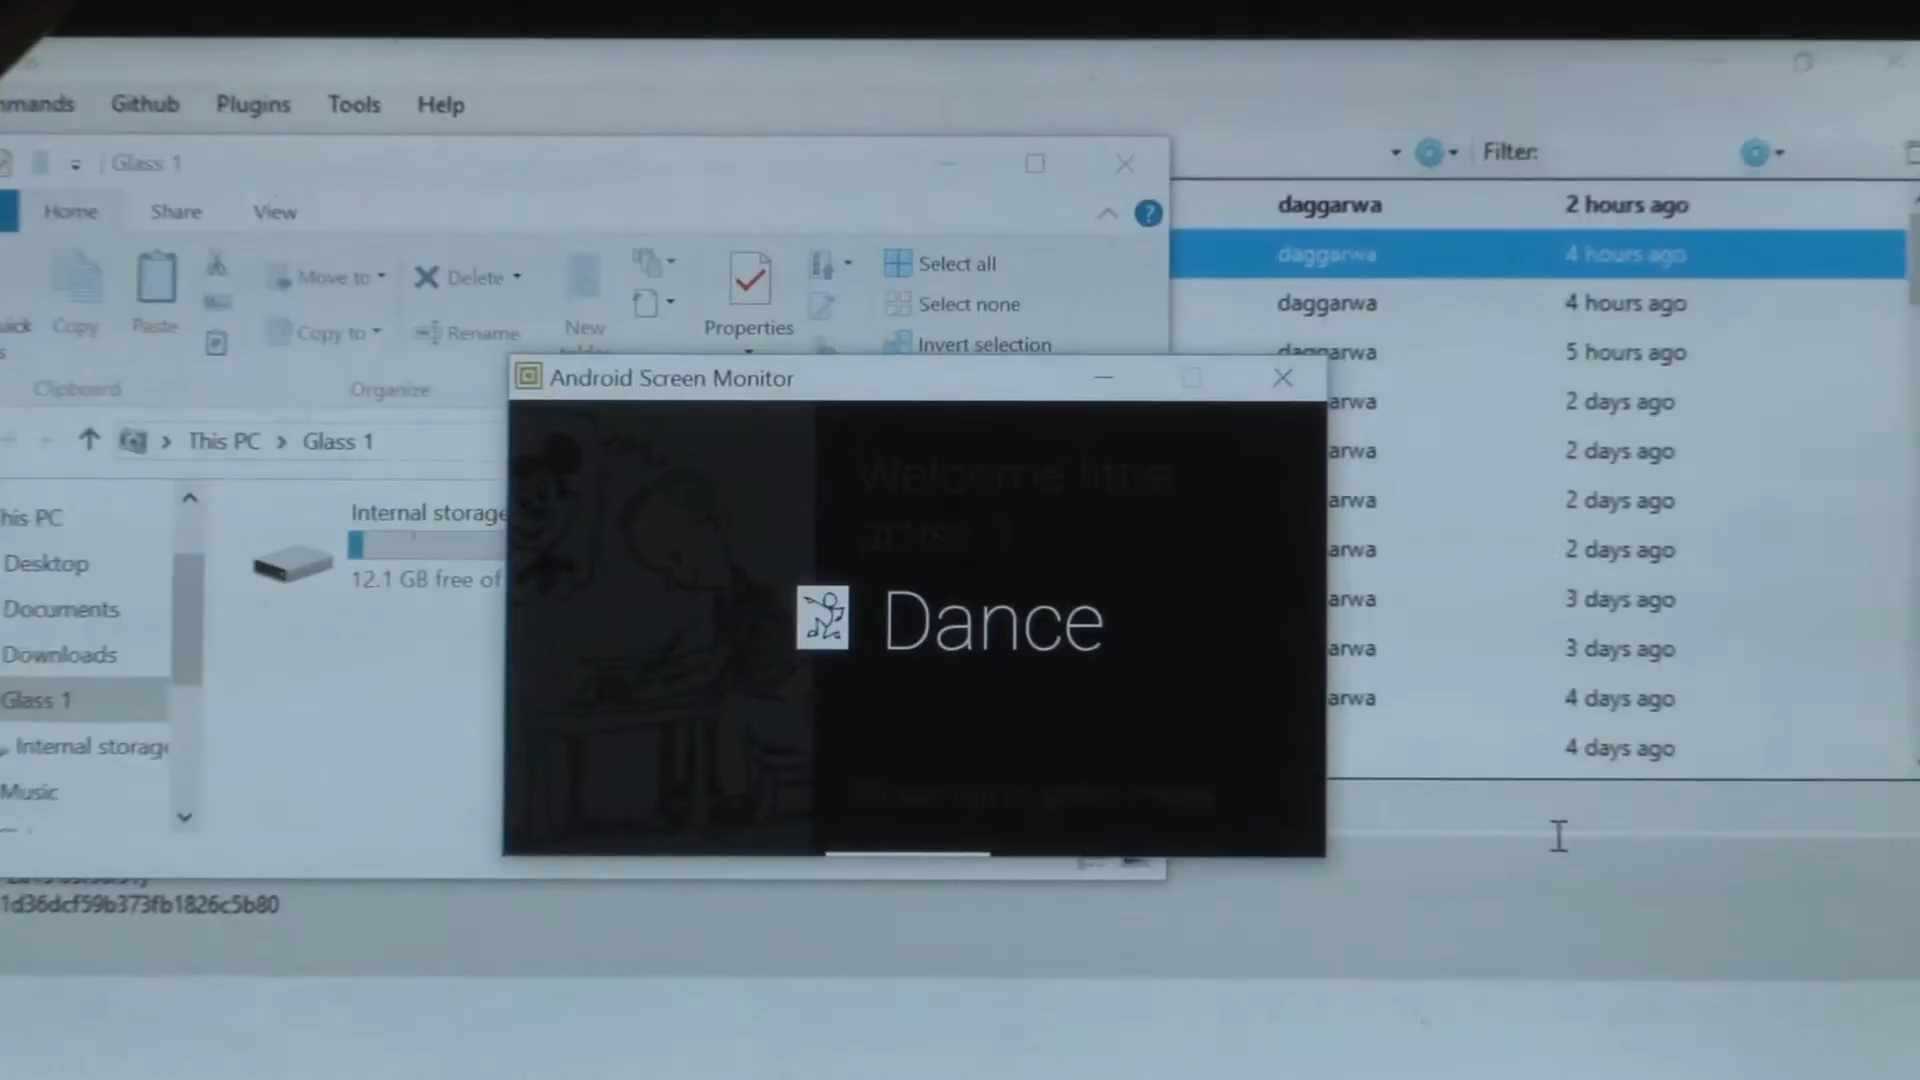 Github Plugins Tools Help
Glass 1
Filter:
Home Share View
daggarwa 2 hours ago
daggarwa 4 hours ago
daggarwa 4 hours ago
daggarwa 5 hours ago
arwa 2 days ago
arwa 2 days ago
arwa 2 days ago
arwa 2 days ago
arwa 3 days ago
arwa 3 days ago
arwa 4 days ago
4 days ago
Copy
Paste
Move to
Copy to
Delete
Rename
New
Properties
Select all
Select none
Invert selection
Clipboard
Organize
This PC > Glass 1
his PC
Desktop
Documents
Downloads
Glass 1
Internal storage
Music
Internal storage
12.1 GB free of
Android Screen Monitor
Welcome little
artist :)
Dance
1d36dcf59b373fb1826c5b80